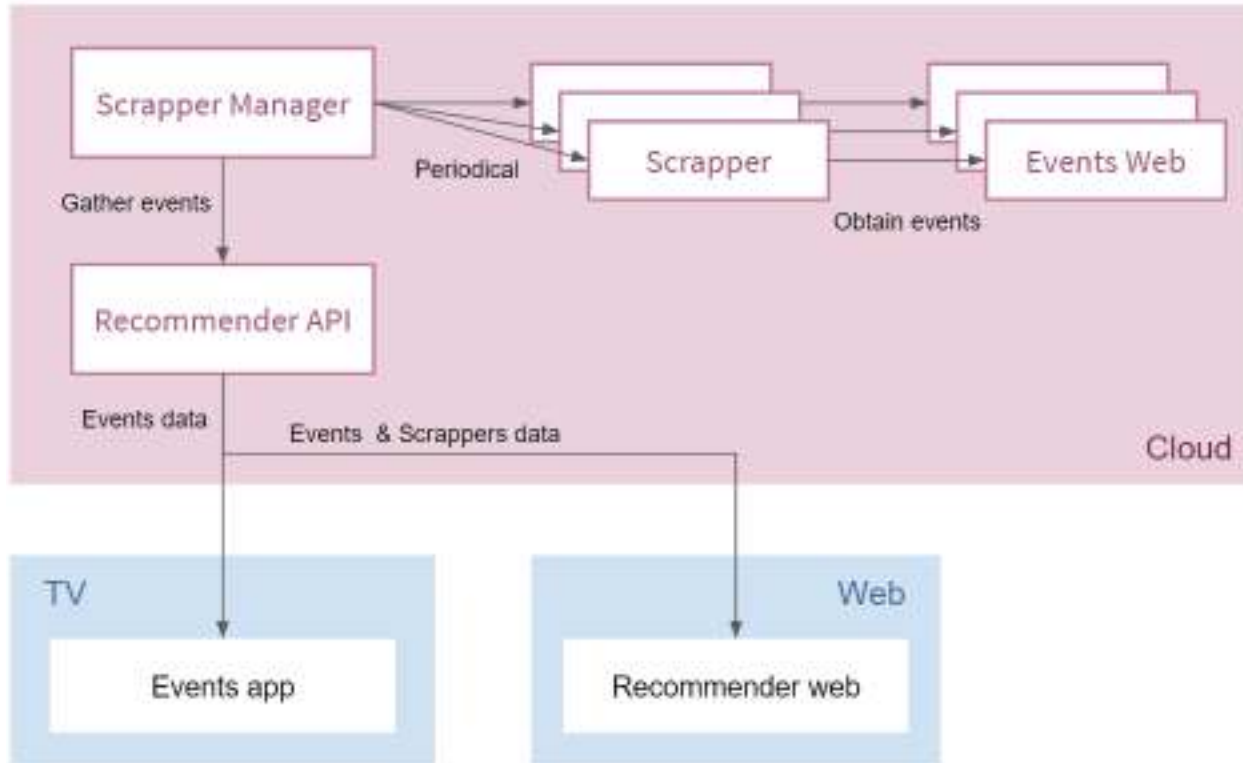 Scrapper Manager
Periodical
Scrapper
Events Web
Gather events
Obtain events
Recommender API
Events data
Events & Scrappers data
Cloud
TV
Web
Events app
Recommender web